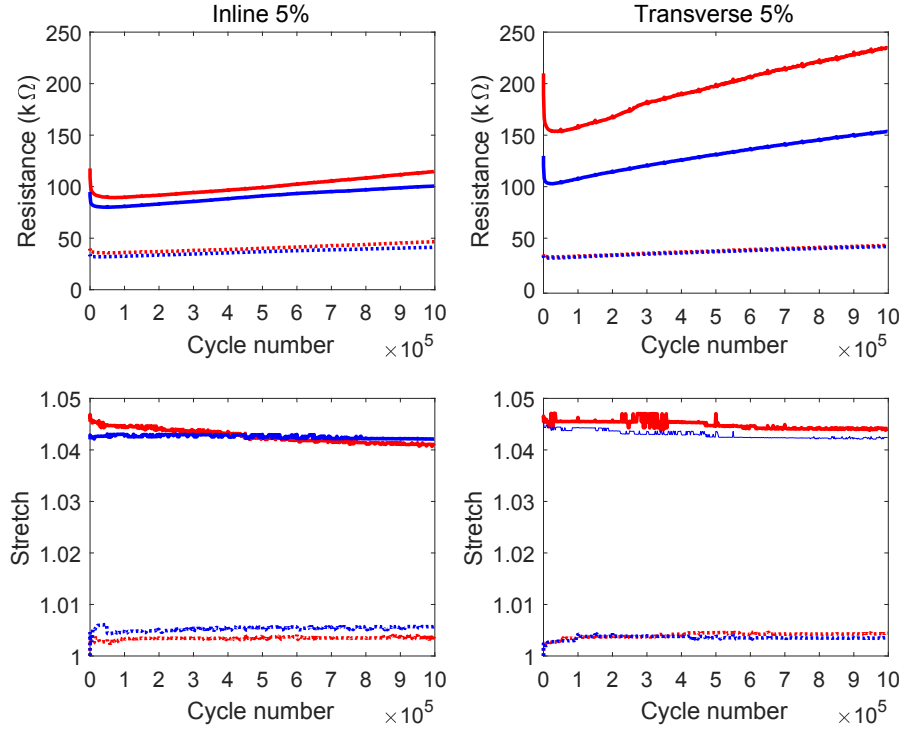 Inline 5%
Resistance (kΩ)
250
200
150
100
50
0
0 1 2 3 4 5 6 7 8 9 10
Cycle number
×10^5
Transverse 5%
Resistance (kΩ)
250
200
150
100
50
0
0 1 2 3 4 5 6 7 8 9 10
Cycle number
×10^5
Stretch
1.05
1.04
1.03
1.02
1.01
1
0 1 2 3 4 5 6 7 8 9 10
Cycle number
×10^5
Stretch
1.05
1.04
1.03
1.02
1.01
1
0 1 2 3 4 5 6 7 8 9 10
Cycle number
×10^5